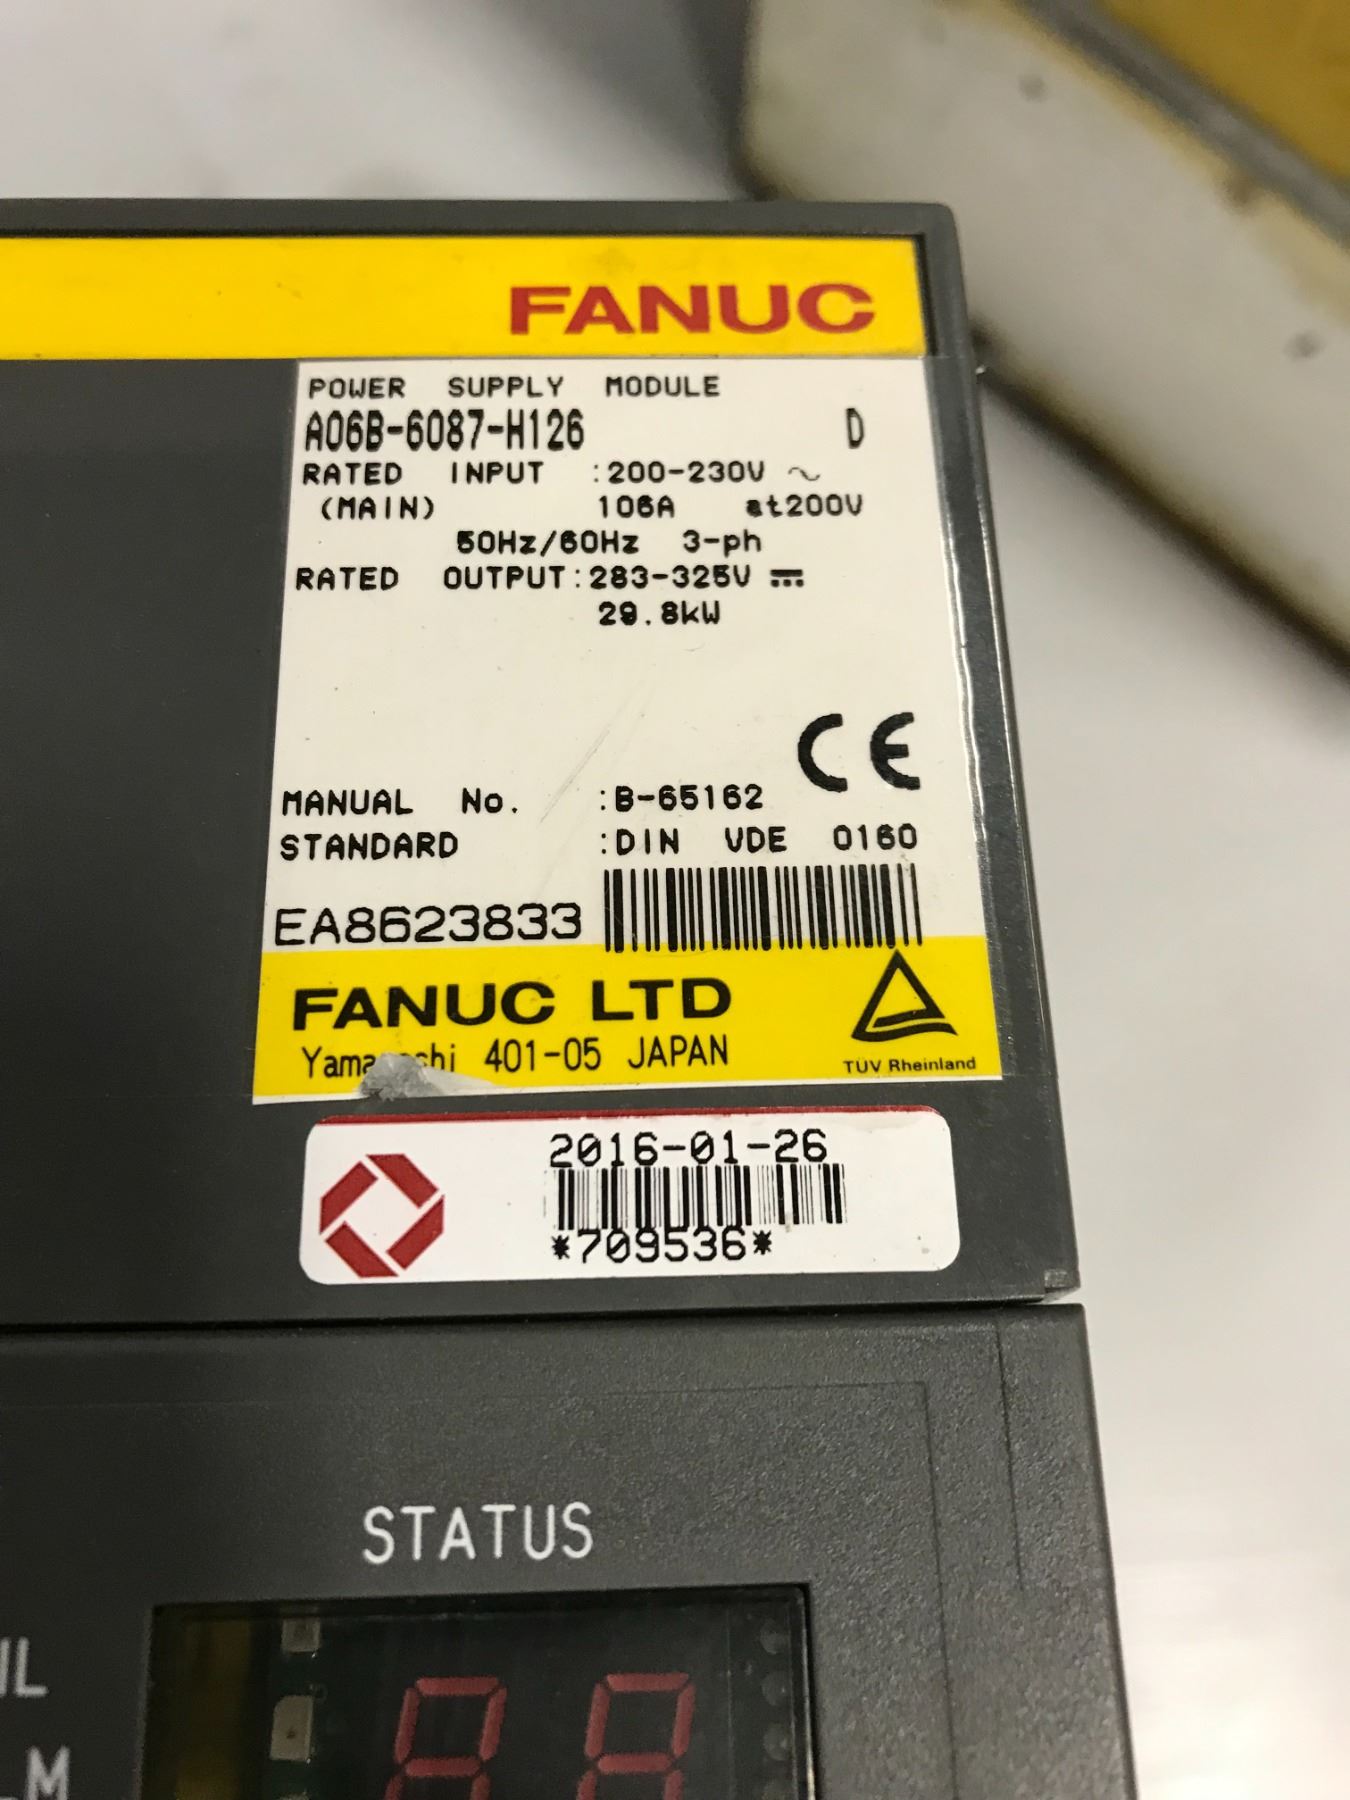 FANUC
POWER SUPPLY MODULE
A06B-6087-H126 D
RATED INPUT :200-230V ~
(MAIN) 106A at200V
50Hz/60Hz 3-ph
RATED OUTPUT:283-325V ⎓
29.8kW
CE
MANUAL No. :B-65162
STANDARD :DIN VDE 0160
EA8623833
FANUC LTD
401-05 JAPAN
TÜV Rheinland
2016-01-26
*709536*
STATUS